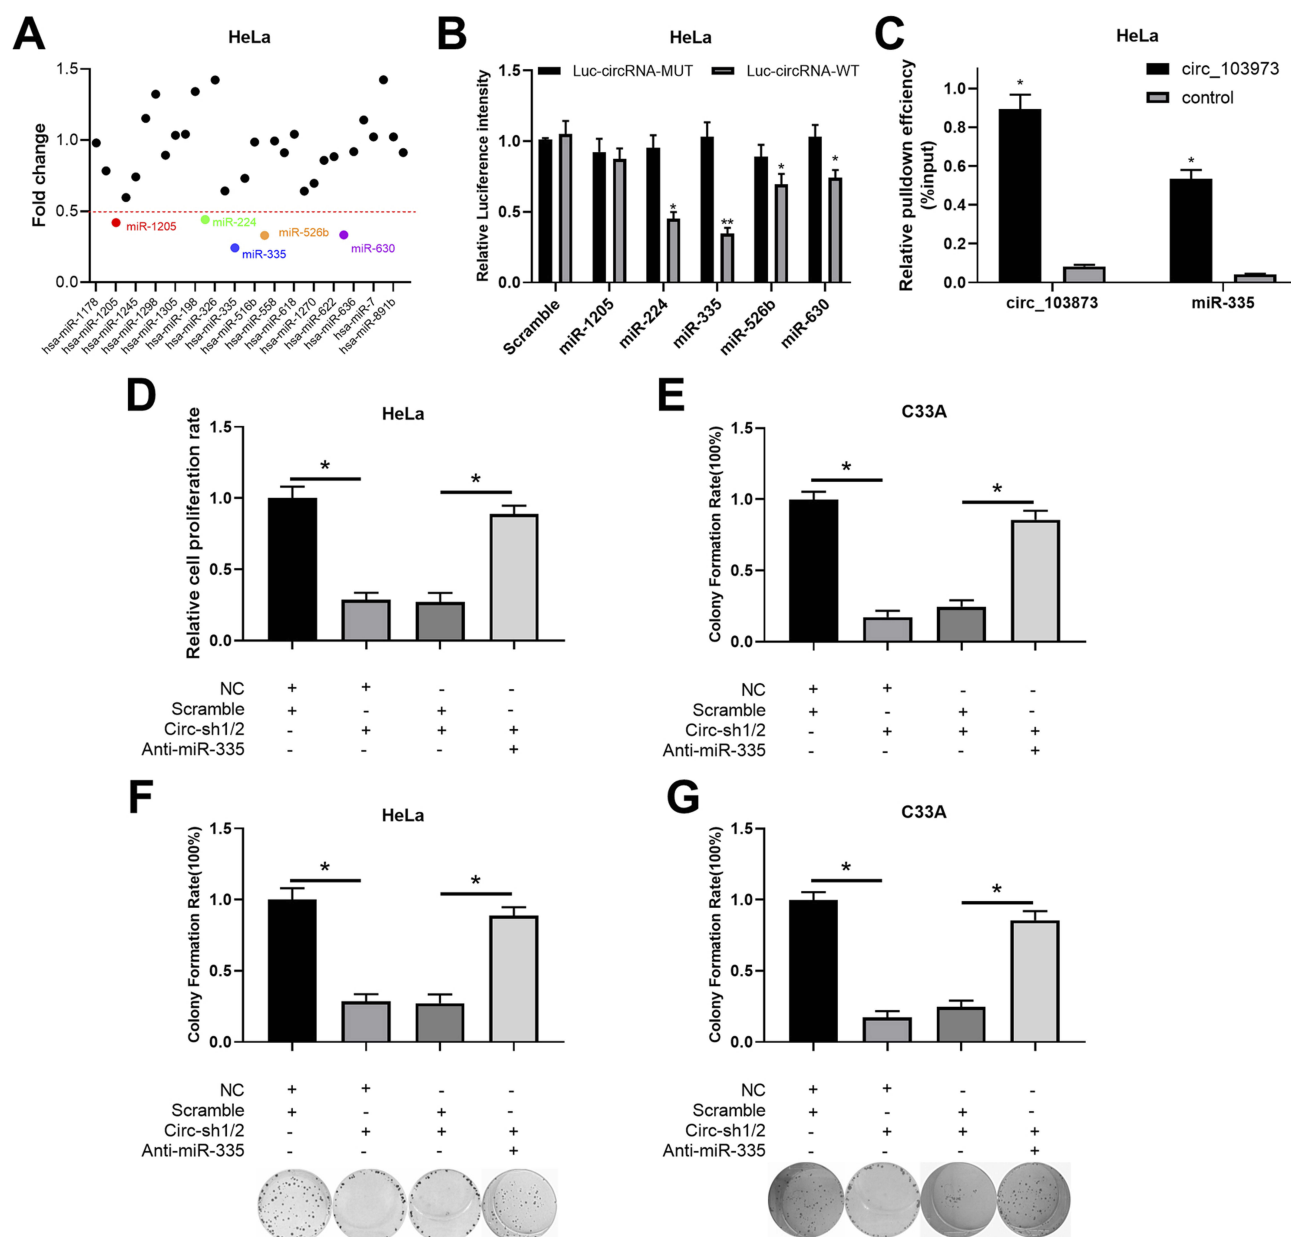 A
HeLa
Fold change
1.5
1.0
0.5
0.0
miR-1205
miR-224
miR-335
miR-526b
miR-630
hsa-miR-1178
hsa-miR-1205
hsa-miR-1245
hsa-miR-1298
hsa-miR-1305
hsa-miR-198
hsa-miR-326
hsa-miR-335
hsa-miR-516b
hsa-miR-558
hsa-miR-618
hsa-miR-1270
hsa-miR-622
hsa-miR-636
hsa-miR-7
hsa-miR-891b
B
HeLa
Luc-circRNA-MUT
Luc-circRNA-WT
Relative Luciference intensity
1.5
1.0
0.5
0.0
*
**
*
*
Scramble
miR-1205
miR-224
miR-335
miR-526b
miR-630
C
HeLa
circ_103973
control
Relative pulldown effciency
(%input)
1.0
0.8
0.6
0.4
0.2
0.0
*
*
circ_103873
miR-335
D
HeLa
Relative cell proliferation rate
1.5
1.0
0.5
0.0
*
*
NC + + - -
Scramble + - + -
Circ-sh1/2 - + + +
Anti-miR-335 - - - +
E
C33A
Colony Formation Rate(100%)
1.5
1.0
0.5
0.0
*
*
NC + + - -
Scramble + - + -
Circ-sh1/2 - + + +
Anti-miR-335 - - - +
F
HeLa
Colony Formation Rate(100%)
1.5
1.0
0.5
0.0
*
*
NC + + - -
Scramble + - + -
Circ-sh1/2 - + + +
Anti-miR-335 - - - +
G
C33A
Colony Formation Rate(100%)
1.5
1.0
0.5
0.0
*
*
NC + + - -
Scramble + - + -
Circ-sh1/2 - + + +
Anti-miR-335 - - - +